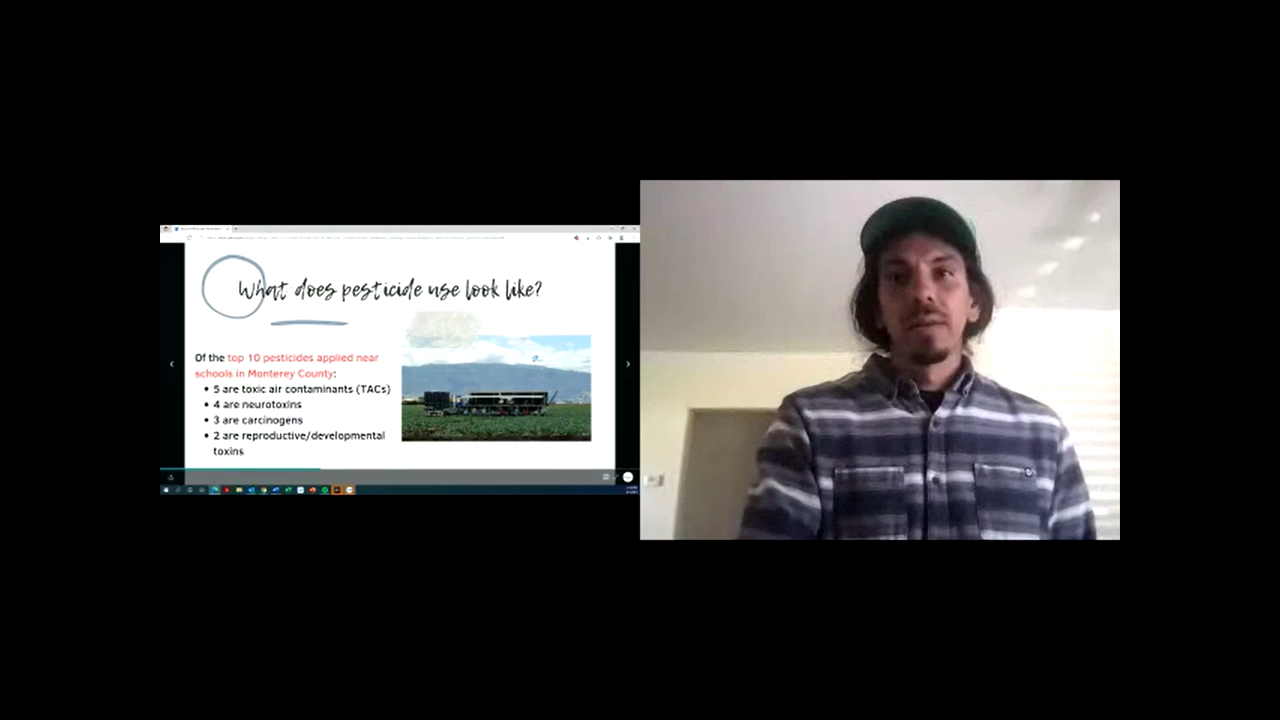 What does pesticide use look like?
Of the top 10 pesticides applied near
schools in Monterey County:
• 5 are toxic air contaminants (TACs)
• 4 are neurotoxins
• 3 are carcinogens
• 2 are reproductive/developmental
toxins